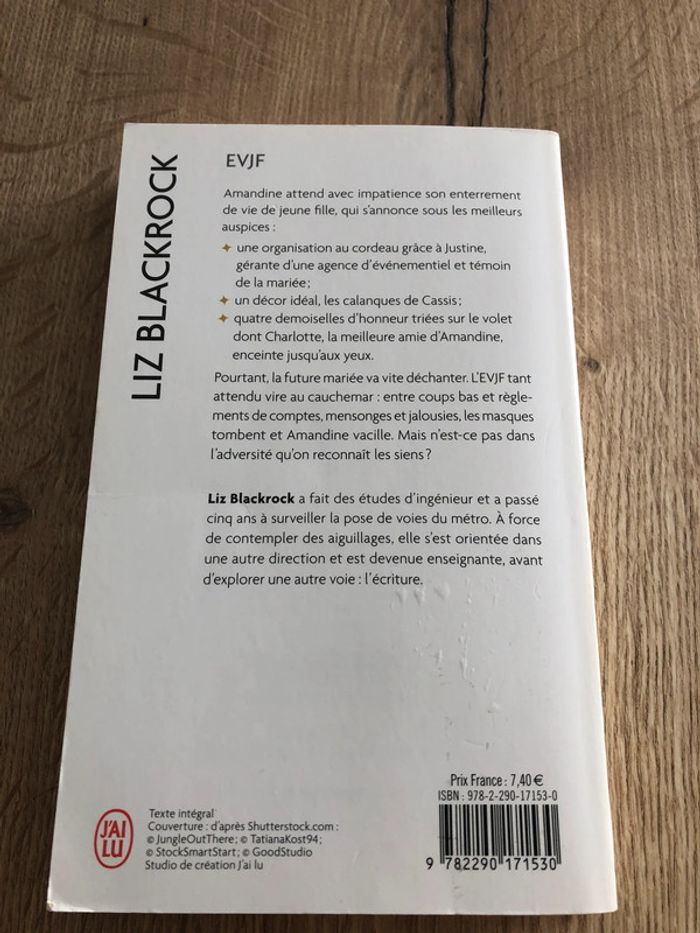 LIZ BLACKROCK
EVJF
Amandine attend avec impatience son enterrement
de vie de jeune fille, qui s'annonce sous les meilleurs
auspices :
✦ une organisation au cordeau grâce à Justine,
gérante d'une agence d'événementiel et témoin
de la mariée ;
✦ un décor idéal, les calanques de Cassis ;
✦ quatre demoiselles d'honneur triées sur le volet
dont Charlotte, la meilleure amie d'Amandine,
enceinte jusqu'aux yeux.
Pourtant, la future mariée va vite déchanter. L'EVJF tant
attendu vire au cauchemar : entre coups bas et règle-
ments de comptes, mensonges et jalousies, les masques
tombent et Amandine vacille. Mais n'est-ce pas dans
l'adversité qu'on reconnaît les siens ?
Liz Blackrock a fait des études d'ingénieur et a passé
cinq ans à surveiller la pose de voies du métro. À force
de contempler des aiguillages, elle s'est orientée dans
une autre direction et est devenue enseignante, avant
d'explorer une autre voie : l'écriture.
Prix France : 7,40 €
ISBN : 978-2-290-17153-0
9 782290 171530
J'AI
LU
Texte intégral
Couverture : d'après Shutterstock.com :
© JungleOutThere ; © TatianaKost94 ;
© StockSmartStart ; © GoodStudio
Studio de création J'ai lu